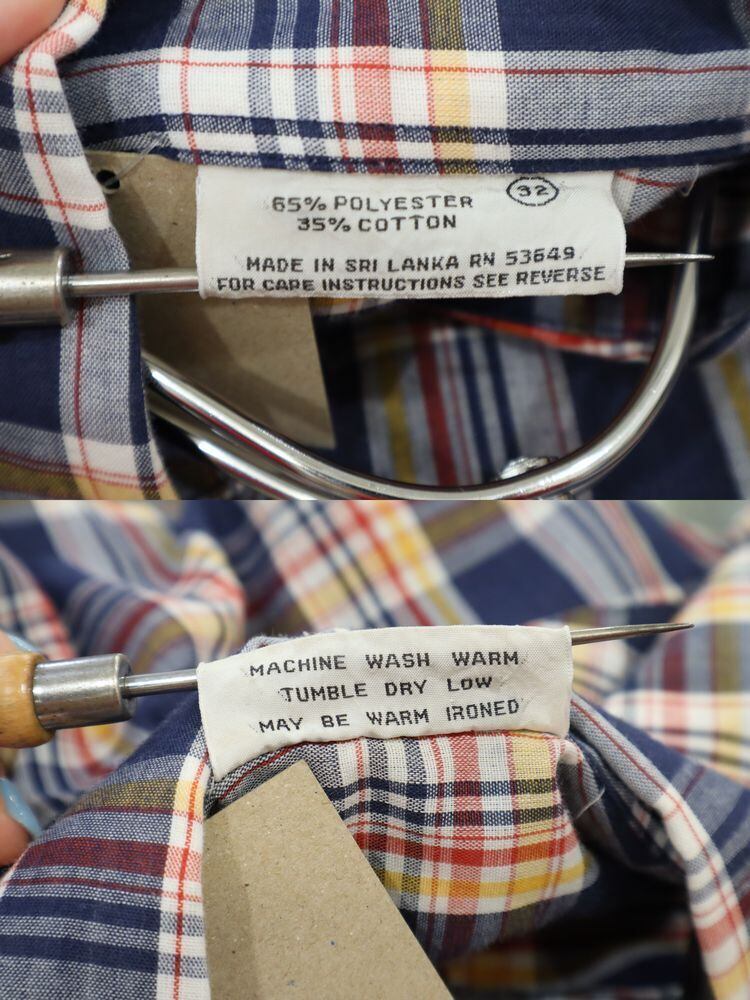 65% POLYESTER 32
35% COTTON
MADE IN SRI LANKA RN 53649
FOR CARE INSTRUCTIONS SEE REVERSE
MACHINE WASH WARM
TUMBLE DRY LOW
MAY BE WARM IRONED